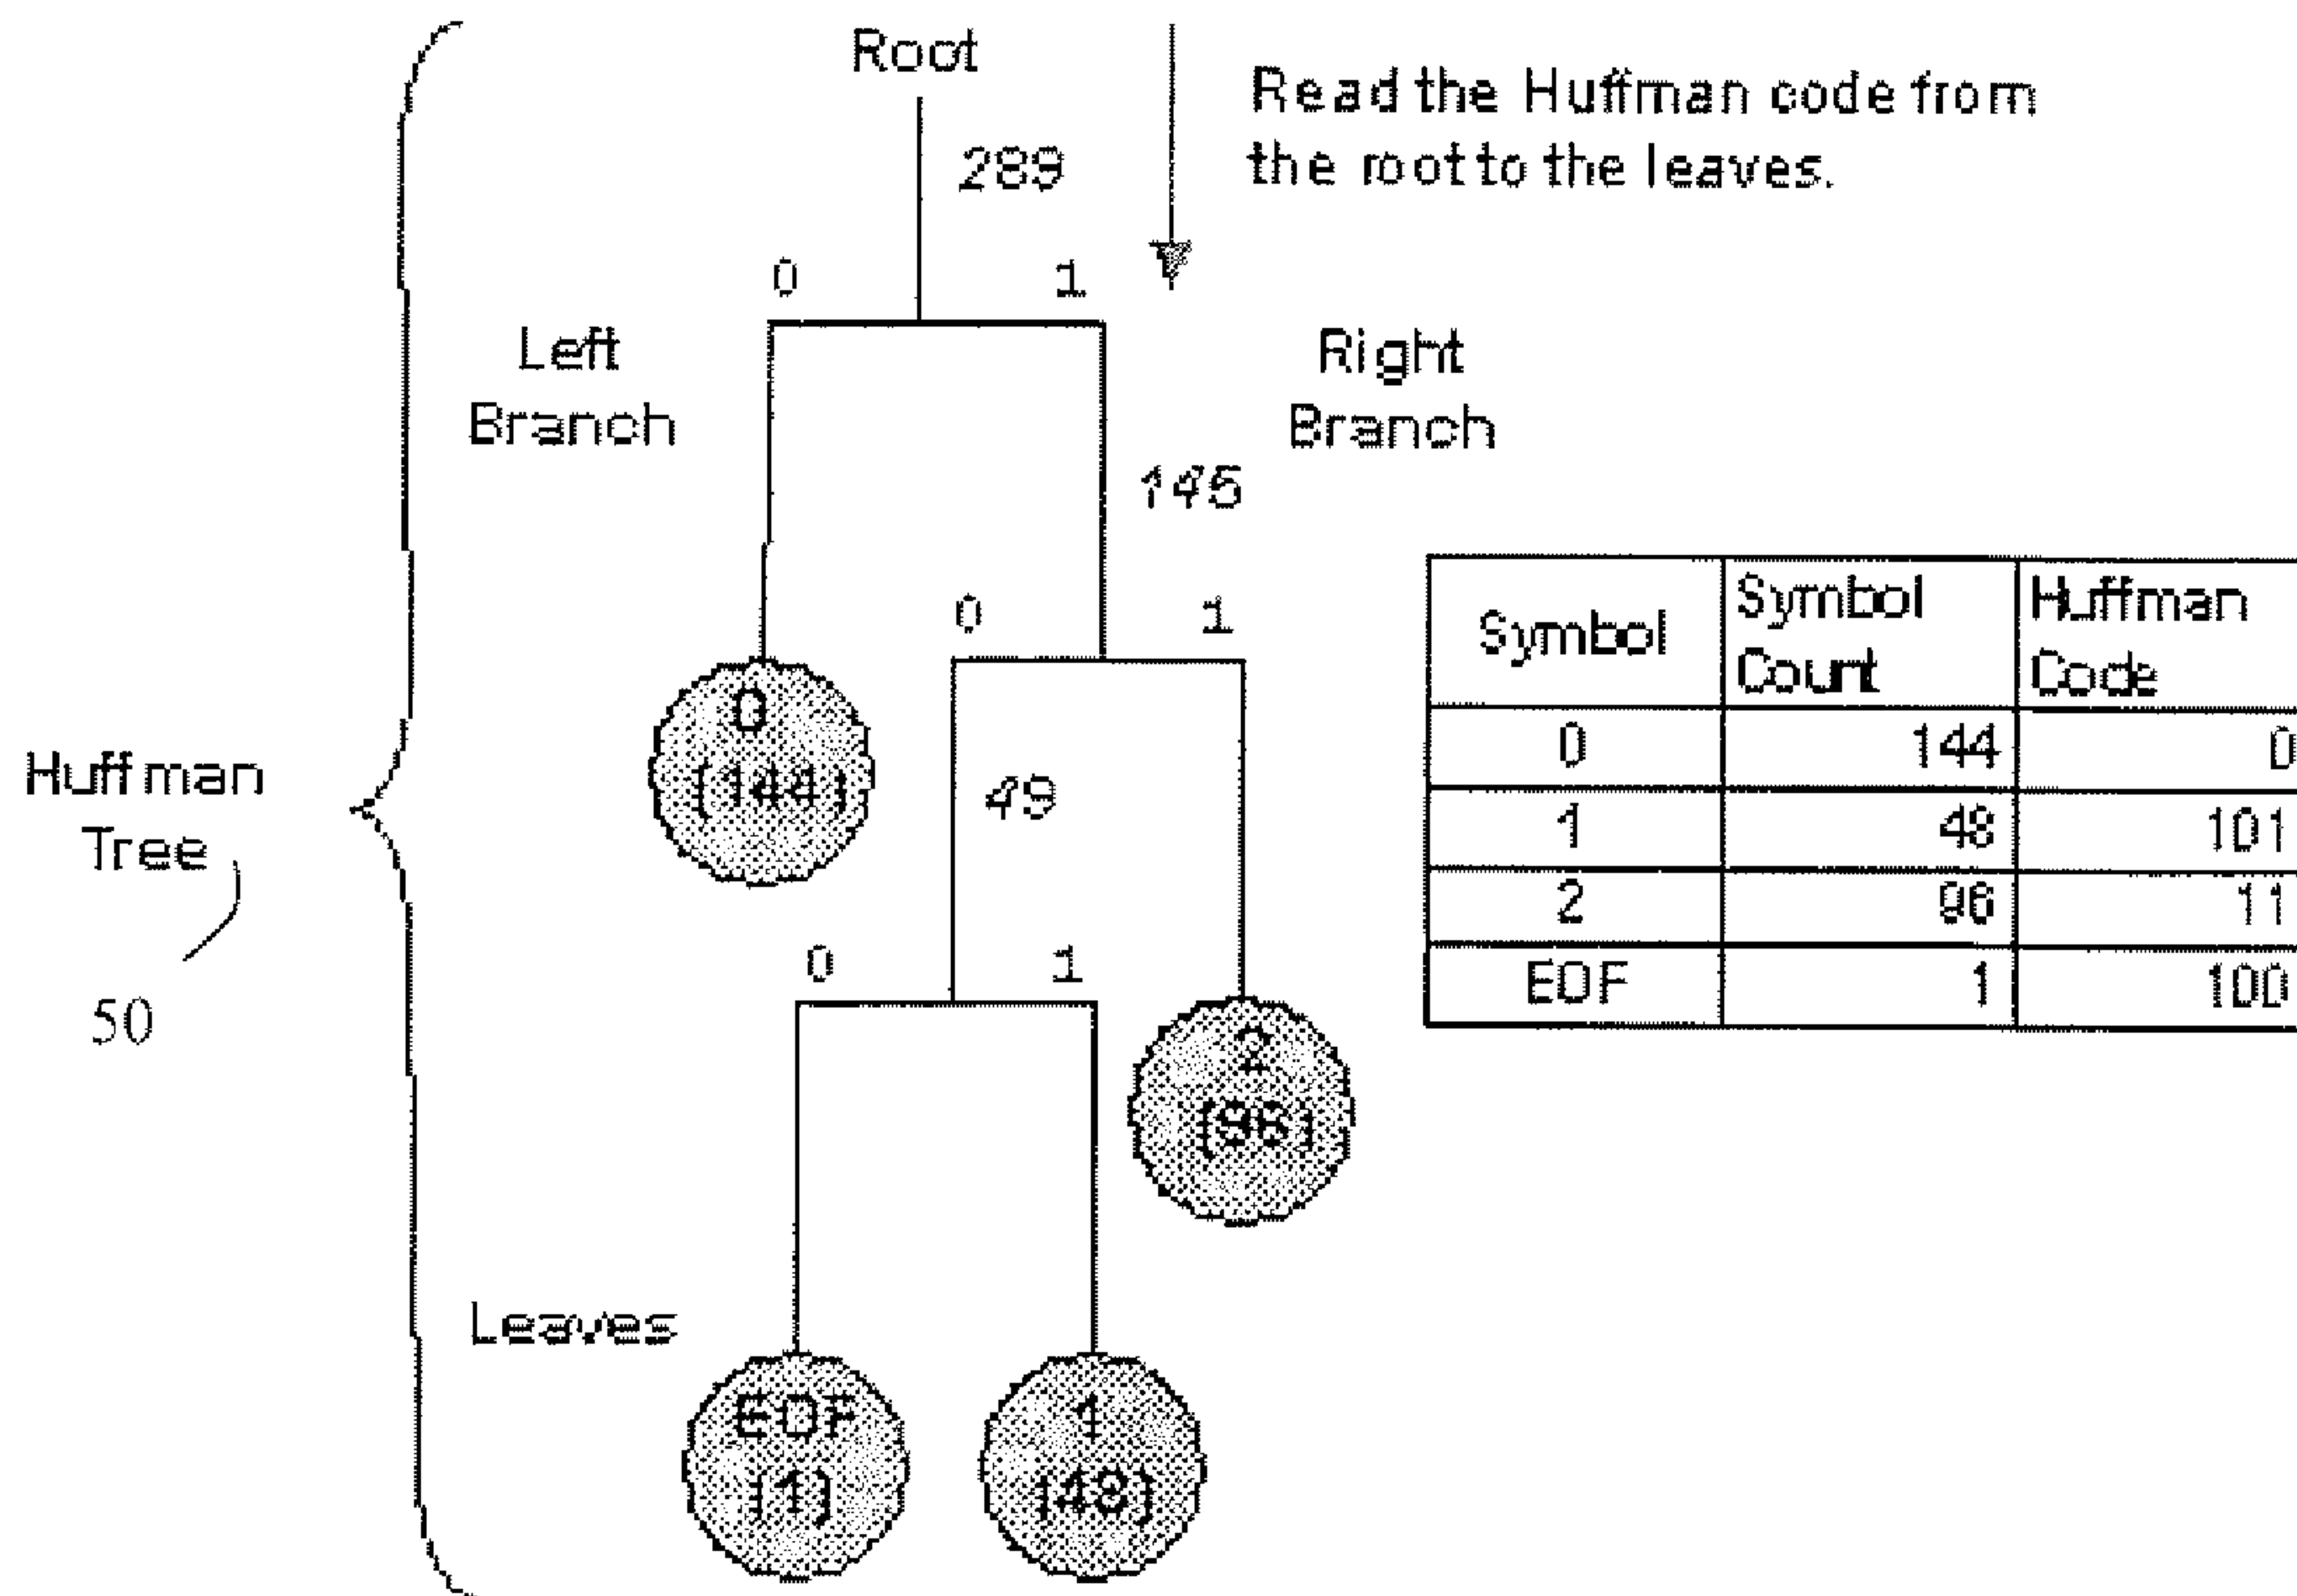 Root
289
Read the Huffman code from
the root to the leaves.
0 1
Left
Branch
Right
Branch
145
0 1
0
(144)
49
Huffman
Tree
50
0 1
2
(96)
Leaves
EOF
(1)
1
(48)
Symbol Symbol Count Huffman Code
0 144 0
1 48 101
2 96 11
EOF 1 100